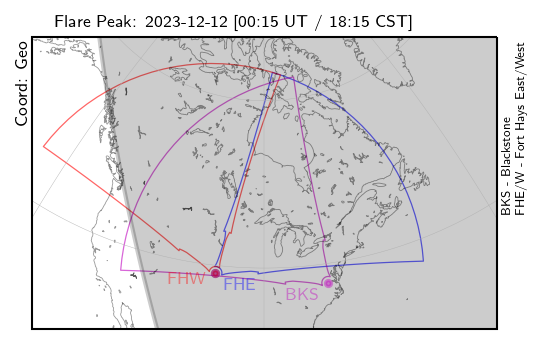 Flare Peak: 2023-12-12 [00:15 UT / 18:15 CST]
Coord: Geo
FHW
FHE
BKS
BKS - Blackstone
FHE/W - Fort Hays East/West